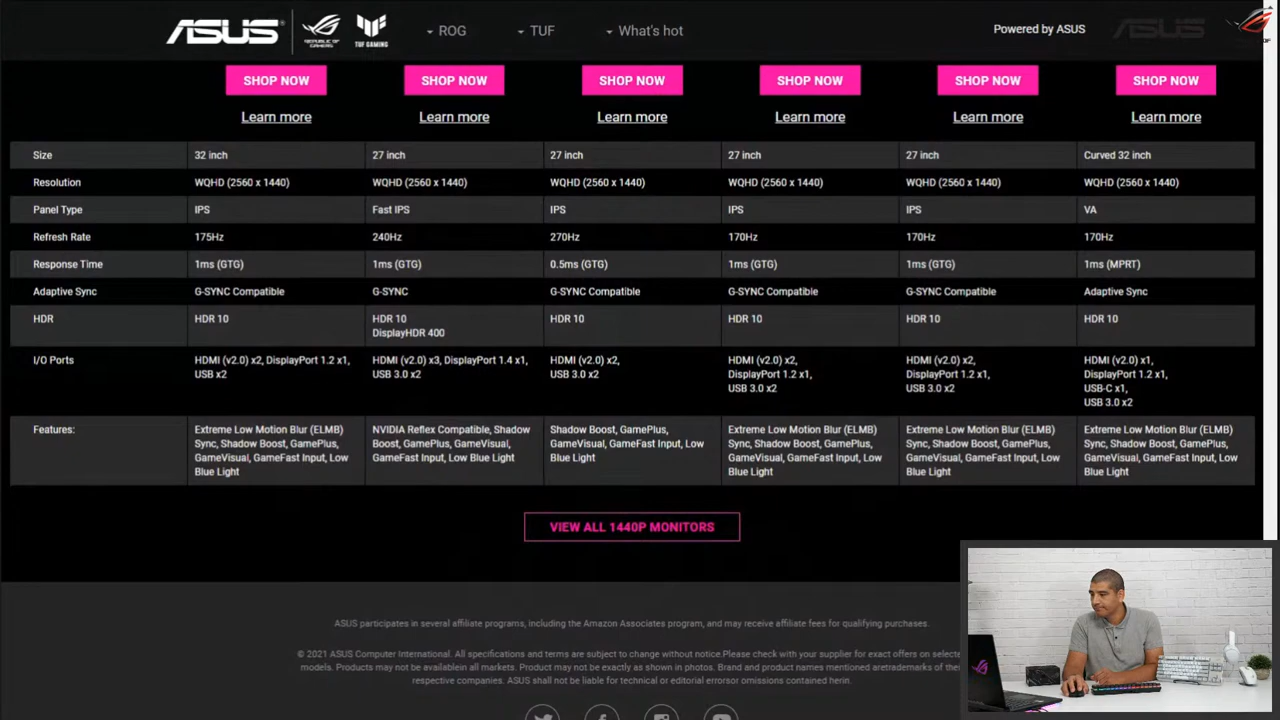 ASUS
REPUBLIC OF GAMERS
TUF GAMING
ROG
TUF
What's hot
Powered by ASUS
ASUS
SHOP NOW SHOP NOW SHOP NOW SHOP NOW SHOP NOW SHOP NOW
Learn more Learn more Learn more Learn more Learn more Learn more
Size 32 inch 27 inch 27 inch 27 inch 27 inch Curved 32 inch
Resolution WQHD (2560 x 1440) WQHD (2560 x 1440) WQHD (2560 x 1440) WQHD (2560 x 1440) WQHD (2560 x 1440) WQHD (2560 x 1440)
Panel Type IPS Fast IPS IPS IPS IPS VA
Refresh Rate 175Hz 240Hz 270Hz 170Hz 170Hz 170Hz
Response Time 1ms (GTG) 1ms (GTG) 0.5ms (GTG) 1ms (GTG) 1ms (GTG) 1ms (MPRT)
Adaptive Sync G-SYNC Compatible G-SYNC G-SYNC Compatible G-SYNC Compatible G-SYNC Compatible Adaptive Sync
HDR HDR 10 HDR 10 HDR 10 HDR 10 HDR 10 HDR 10
DisplayHDR 400
I/O Ports HDMI (v2.0) x2, DisplayPort 1.2 x1, HDMI (v2.0) x3, DisplayPort 1.4 x1, HDMI (v2.0) x2, HDMI (v2.0) x2, HDMI (v2.0) x2, HDMI (v2.0) x1,
USB x2 USB 3.0 x2 USB 3.0 x2 DisplayPort 1.2 x1, DisplayPort 1.2 x1, DisplayPort 1.2 x1,
USB 3.0 x2 USB 3.0 x2 USB-C x1,
USB 3.0 x2
Features: Extreme Low Motion Blur (ELMB) NVIDIA Reflex Compatible, Shadow Shadow Boost, GamePlus, Extreme Low Motion Blur (ELMB) Extreme Low Motion Blur (ELMB) Extreme Low Motion Blur (ELMB)
Sync, Shadow Boost, GamePlus, Boost, GamePlus, GameVisual, GameVisual, GameFast Input, Low Sync, Shadow Boost, GamePlus, Sync, Shadow Boost, GamePlus, Sync, Shadow Boost, GamePlus,
GameVisual, GameFast Input, Low GameFast Input, Low Blue Light Blue Light GameVisual, GameFast Input, Low GameVisual, GameFast Input, Low GameVisual, GameFast Input, Low
Blue Light Blue Light Blue Light Blue Light
VIEW ALL 1440P MONITORS
ASUS participates in several affiliate programs, including the Amazon Associates program, and may receive affiliate fees for qualifying purchases.
© 2021 ASUS Computer International. All specifications and terms are subject to change without notice.Please check with your supplier for exact offers on selecte
models. Products may not be availablein all markets. Product may not be exactly as shown in photos. Brand and product names mentioned aretrademarks of their
respective companies. ASUS shall not be liable for technical or editorial errorsor omissions contained herin.